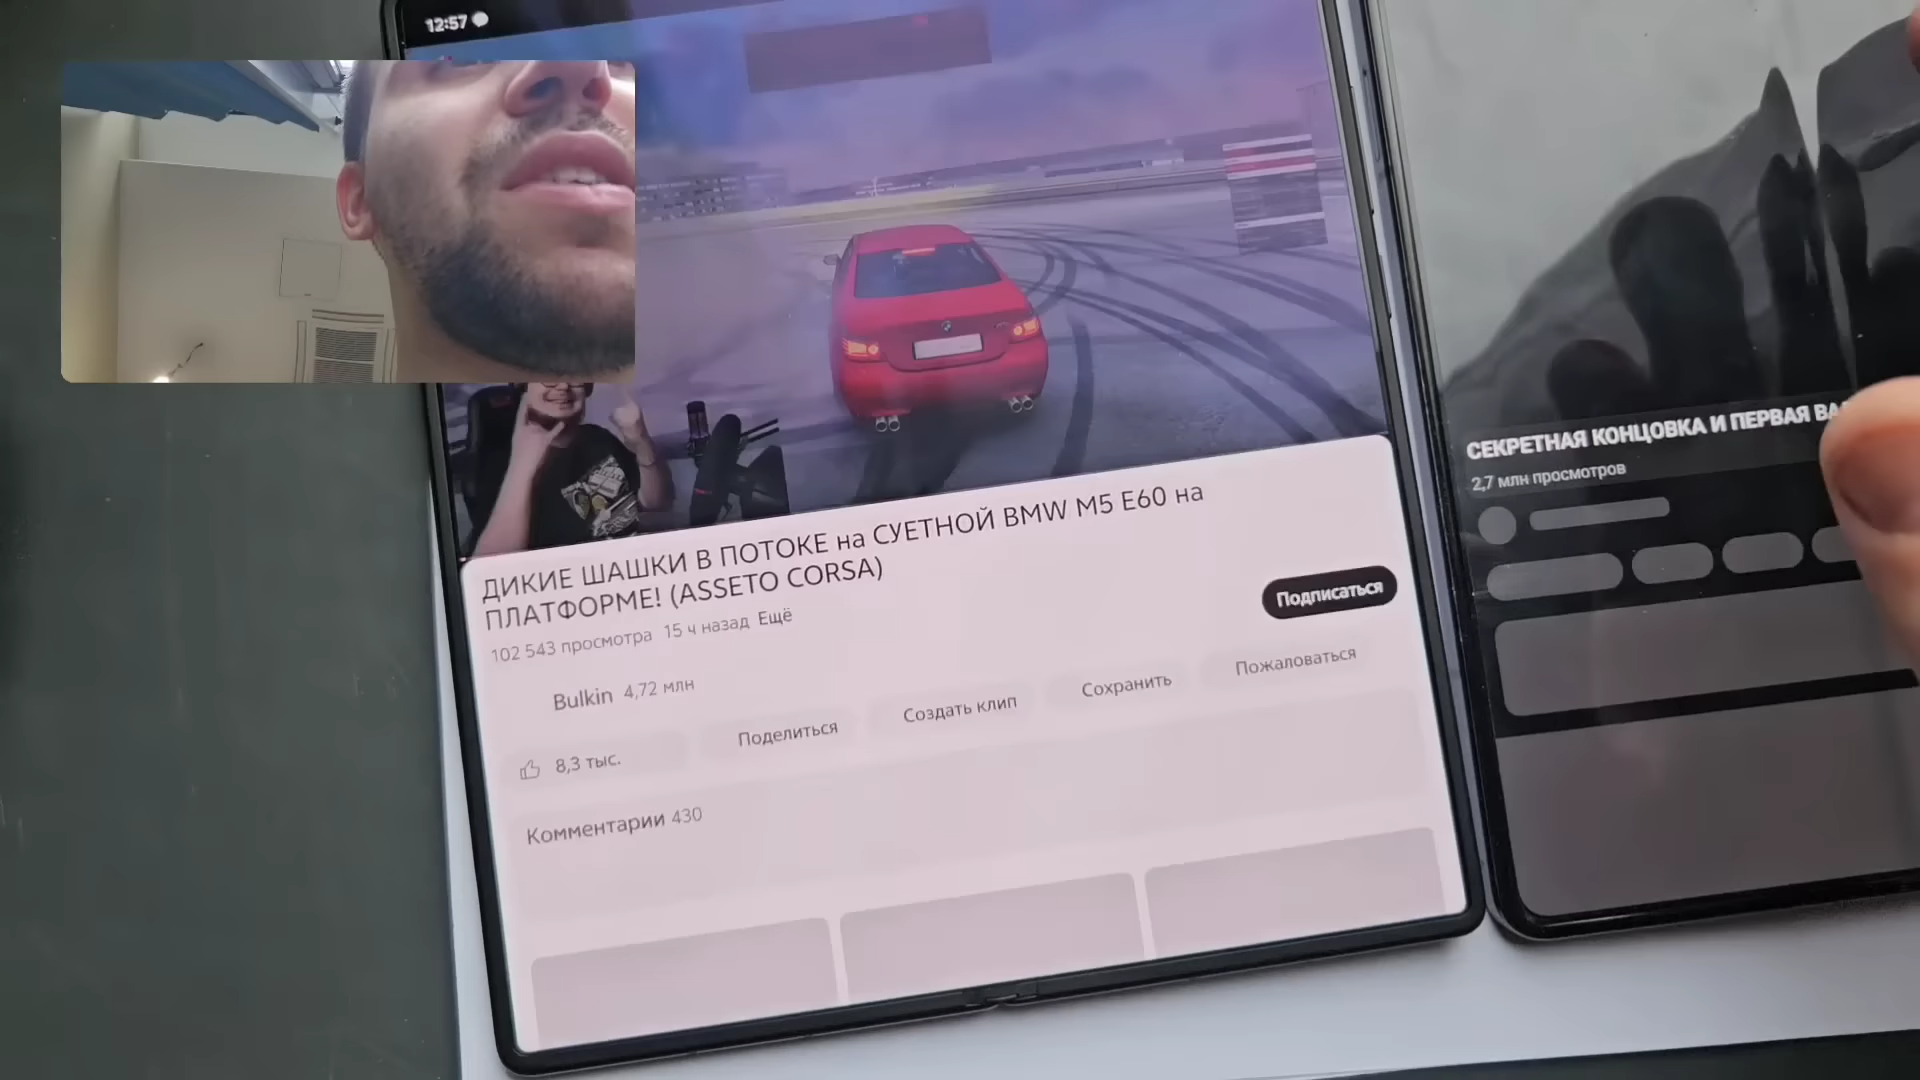 12:57
ДИКИЕ ШАШКИ В ПОТОКЕ на СУЕТНОЙ BMW M5 E60 на
ПЛАТФОРМЕ! (ASSETO CORSA)
102 543 просмотра 15 ч назад Ещё
Подписаться
Bulkin 4,72 млн
8,3 тыс.
Поделиться
Создать клип
Сохранить
Пожаловаться
Комментарии 430
СЕКРЕТНАЯ КОНЦОВКА И ПЕРВАЯ
2,7 млн просмотров